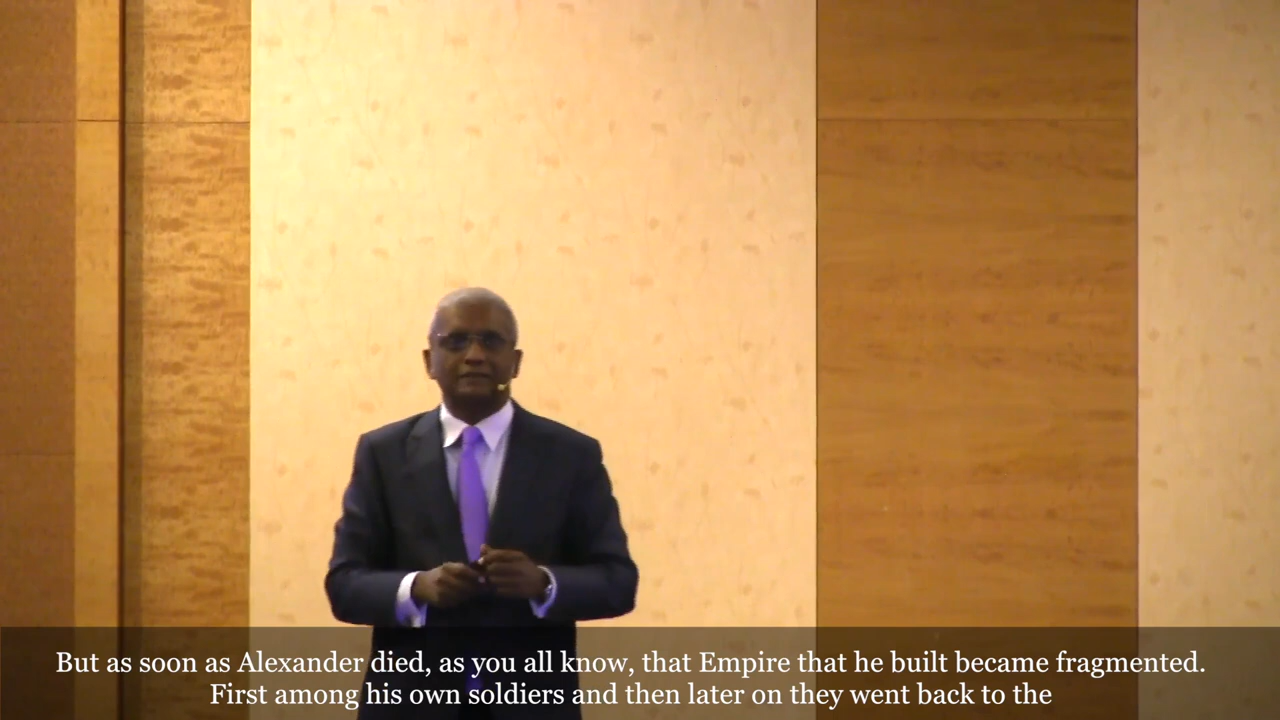 But as soon as Alexander died, as you all know, that Empire that he built became fragmented.
First among his own soldiers and then later on they went back to the